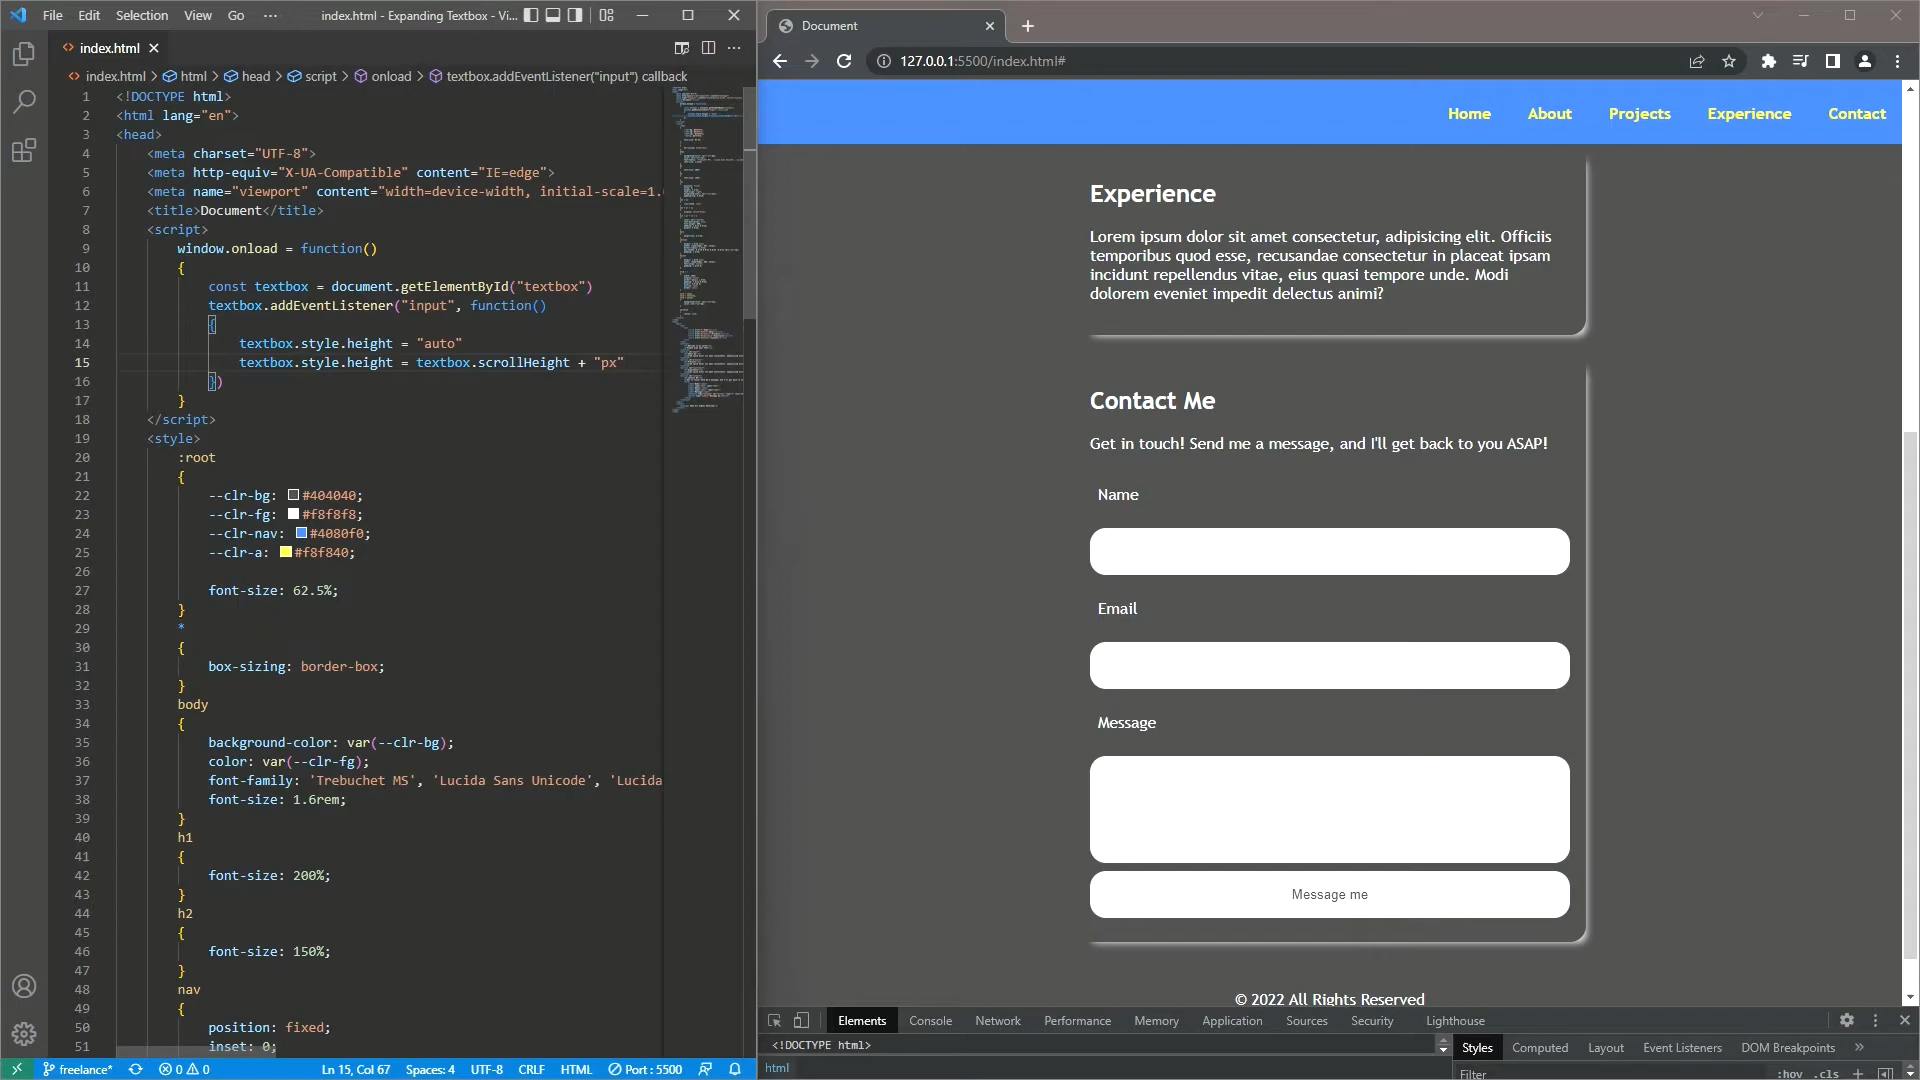 File Edit Selection View Go ··· index.html - Expanding Textbox - Vi...
index.html
index.html > html > head > script > onload > textbox.addEventListener("input") callback
1 <!DOCTYPE html>
2 <html lang="en">
3 <head>
4 <meta charset="UTF-8">
5 <meta http-equiv="X-UA-Compatible" content="IE=edge">
6 <meta name="viewport" content="width=device-width, initial-scale=1.
7 <title>Document</title>
8 <script>
9 window.onload = function()
10 {
11 const textbox = document.getElementById("textbox")
12 textbox.addEventListener("input", function()
13 {
14 textbox.style.height = "auto"
15 textbox.style.height = textbox.scrollHeight + "px"
16 })
17 }
18 </script>
19 <style>
20 :root
21 {
22 --clr-bg: #404040;
23 --clr-fg: #f8f8f8;
24 --clr-nav: #4080f0;
25 --clr-a: #f8f840;
26
27 font-size: 62.5%;
28 }
29 *
30 {
31 box-sizing: border-box;
32 }
33 body
34 {
35 background-color: var(--clr-bg);
36 color: var(--clr-fg);
37 font-family: 'Trebuchet MS', 'Lucida Sans Unicode', 'Lucida
38 font-size: 1.6rem;
39 }
40 h1
41 {
42 font-size: 200%;
43 }
44 h2
45 {
46 font-size: 150%;
47 }
48 nav
49 {
50 position: fixed;
51 inset: 0;
freelance* 0 0 Ln 15, Col 67 Spaces: 4 UTF-8 CRLF HTML Port : 5500
Document
127.0.0.1:5500/index.html#
Home About Projects Experience Contact
Experience
Lorem ipsum dolor sit amet consectetur, adipisicing elit. Officiis
temporibus quod esse, recusandae consectetur in placeat ipsam
incidunt repellendus vitae, eius quasi tempore unde. Modi
dolorem eveniet impedit delectus animi?
Contact Me
Get in touch! Send me a message, and I'll get back to you ASAP!
Name
Email
Message
Message me
© 2022 All Rights Reserved
Elements Console Network Performance Memory Application Sources Security Lighthouse
<!DOCTYPE html>
html
Styles Computed Layout Event Listeners DOM Breakpoints »
Filter :hov .cls +